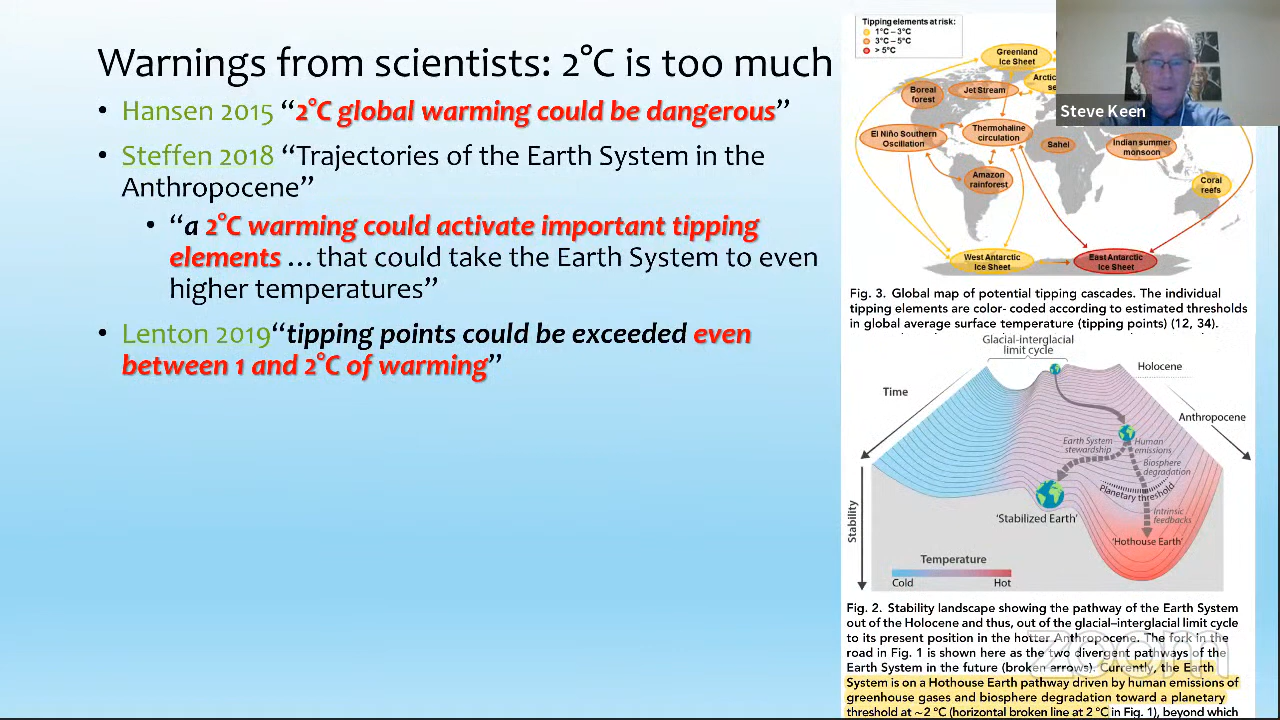 Warnings from scientists: 2°C is too much
• Hansen 2015 “2°C global warming could be dangerous”
• Steffen 2018 “Trajectories of the Earth System in the
Anthropocene”
• “a 2°C warming could activate important tipping
elements …that could take the Earth System to even
higher temperatures”
• Lenton 2019“tipping points could be exceeded even
between 1 and 2°C of warming”
Tipping elements at risk:
1°C – 3°C
3°C – 5°C
> 5°C
Greenland
Ice Sheet
Arctic
se
Boreal
forest
Jet Stream
El Niño Southern
Oscillation
Thermohaline
circulation
Sahel
Indian summer
monsoon
Amazon
rainforest
Coral
reefs
West Antarctic
Ice Sheet
East Antarctic
Ice Sheet
Steve Keen
Fig. 3. Global map of potential tipping cascades. The individual
tipping elements are color- coded according to estimated thresholds
in global average surface temperature (tipping points) (12, 34).
Glacial-interglacial
limit cycle
Holocene
Time
Anthropocene
Earth System
stewardship
Human
emissions
Biosphere
degradation
Planetary threshold
Intrinsic
feedbacks
'Stabilized Earth'
'Hothouse Earth'
Stability
Temperature
Cold
Hot
Fig. 2. Stability landscape showing the pathway of the Earth System
out of the Holocene and thus, out of the glacial–interglacial limit cycle
to its present position in the hotter Anthropocene. The fork in the
road in Fig. 1 is shown here as the two divergent pathways of the
Earth System in the future (broken arrows). Currently, the Earth
System is on a Hothouse Earth pathway driven by human emissions of
greenhouse gases and biosphere degradation toward a planetary
threshold at ~2 °C (horizontal broken line at 2 °C in Fig. 1), beyond which
zoom